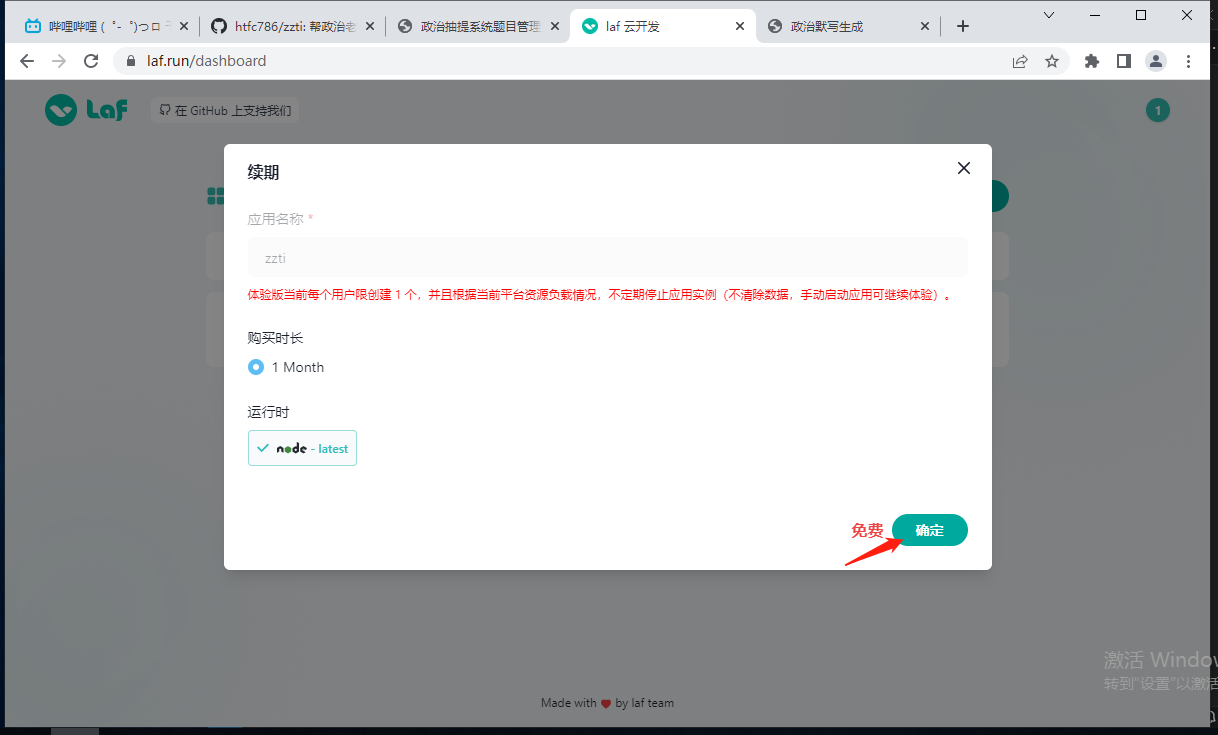 哔哩哔哩 ( ゜- ゜)つロ
htfc786/zzti: 帮政治老
政治抽提系统题目管理
laf 云开发
政治默写生成
laf.run/dashboard
Laf
在 GitHub 上支持我们
1
续期
应用名称 *
zzti
体验版当前每个用户限创建 1 个，并且根据当前平台资源负载情况，不定期停止应用实例（不清除数据，手动启动应用可继续体验）。
购买时长
1 Month
运行时
node - latest
免费 确定
激活 Window
转到"设置"以激活
Made with ❤ by laf team